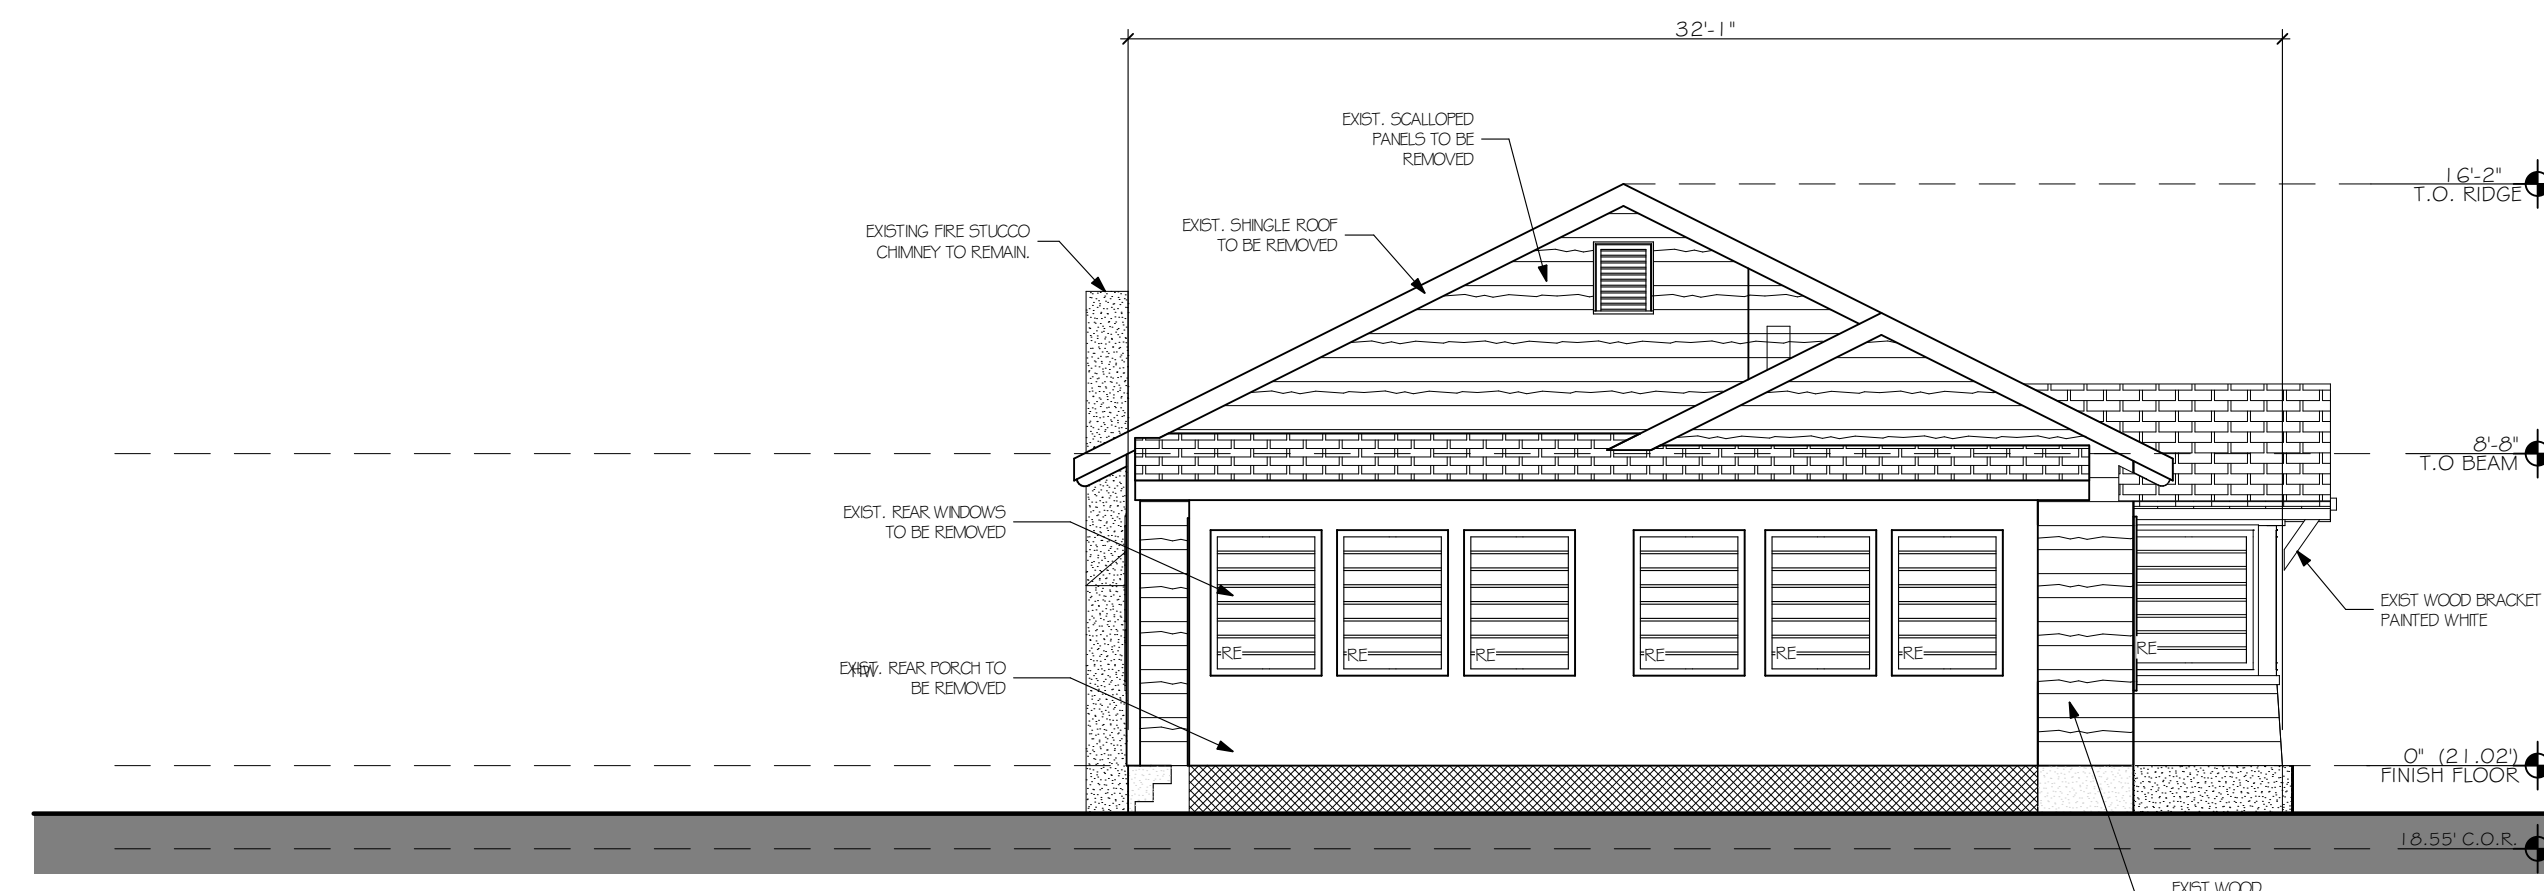 32'-1"
EXIST. SCALLOPED
PANELS TO BE
REMOVED
16'-2"
T.O. RIDGE
EXISTING FIRE STUCCO
CHIMNEY TO REMAIN.
EXIST. SHINGLE ROOF
TO BE REMOVED
8'-8"
T.O BEAM
EXIST. REAR WINDOWS
TO BE REMOVED
EXIST WOOD BRACKET
PAINTED WHITE
RE
RE
RE
RE
RE
RE
RE
EXIST. REAR PORCH TO
BE REMOVED
0" (21.02')
FINISH FLOOR
18.55' C.O.R.
EXIST WOOD